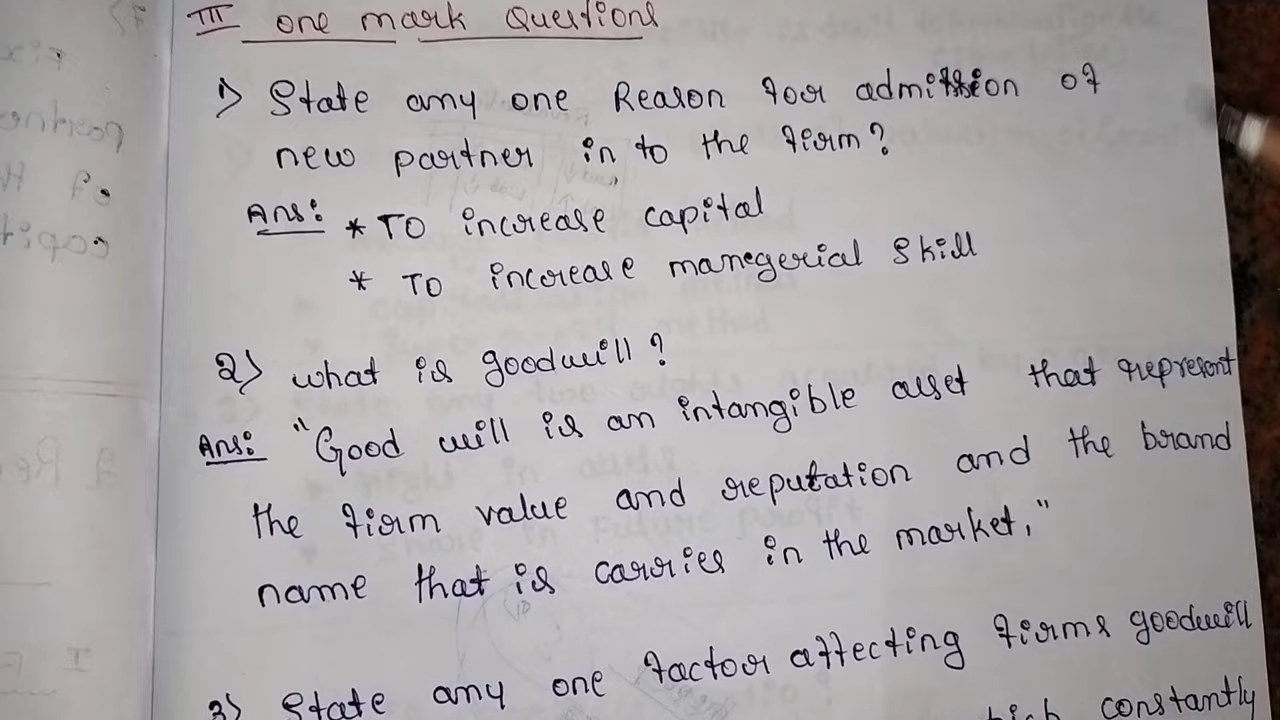 III one mark Questions
1) State any one Reason for admission of
new partner in to the firm?
Ans: * TO increase capital
* TO increase manegerial skill
2) what is goodwill?
Ans: "Good will is an intangible asset that represent
the firm value and reputation and the brand
name that is carries in the market."
3) State any one factor affecting firms goodwill
which constantly